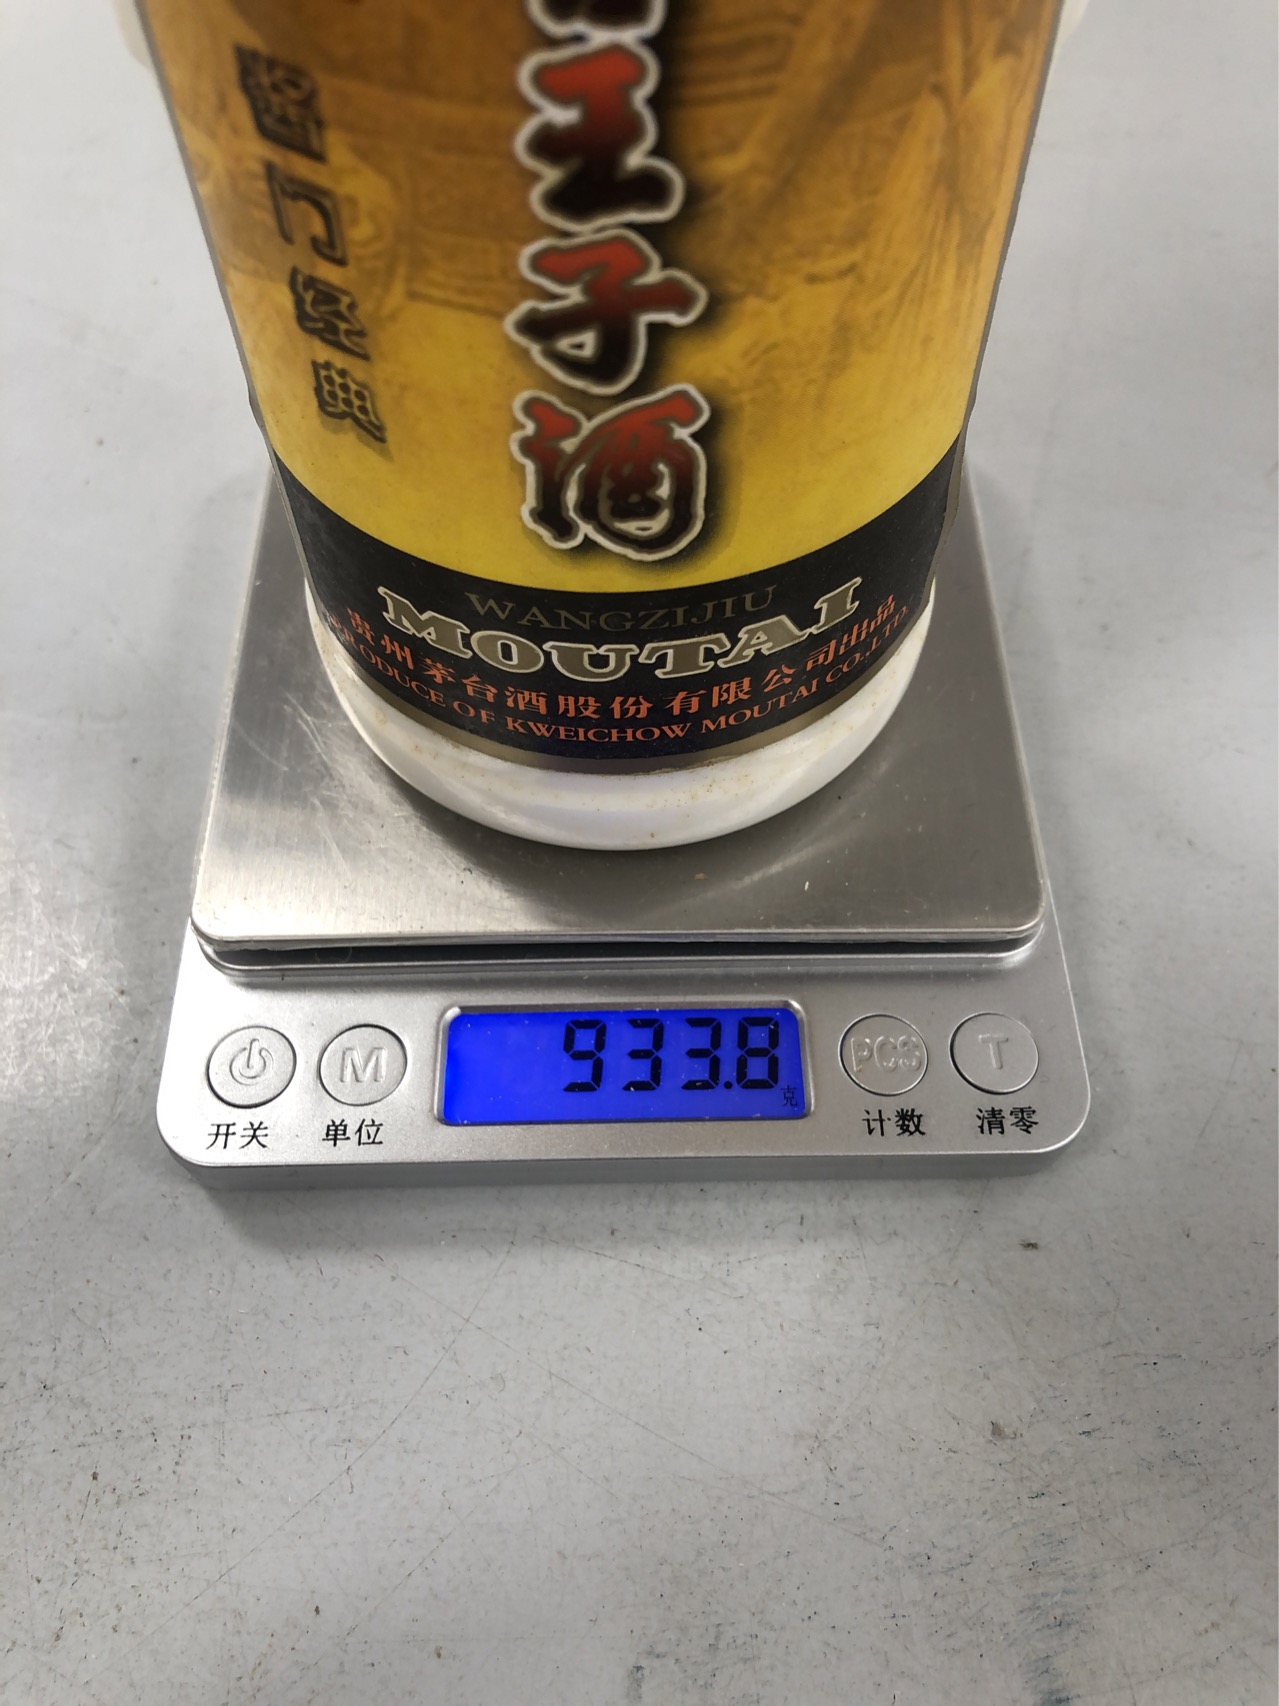 王子酒
酱门经典
WANGZIJIU
MOUTAI
贵州茅台酒股份有限公司出品
PRODUCE OF KWEICHOW MOUTAI CO.,LTD.
933.8 克
M PCS T
开关 单位 计数 清零